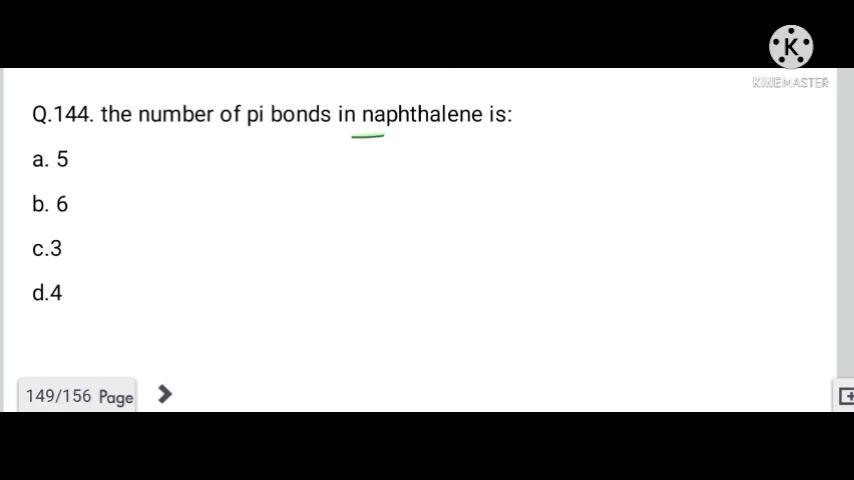 K
KINEMASTER
Q.144. the number of pi bonds in naphthalene is:
a. 5
b. 6
c.3
d.4
149/156 Page